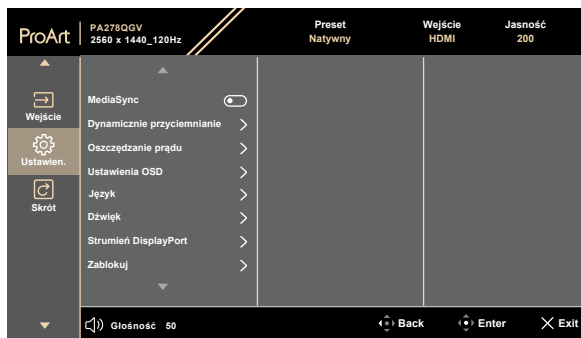 ProArt
PA278QGV
2560 x 1440_120Hz
Preset
Natywny
Wejście
HDMI
Jasność
200
Wejście
Ustawien.
Skrót
MediaSync
Dynamicznie przyciemnianie
Oszczędzanie prądu
Ustawienia OSD
Język
Dźwięk
Strumień DisplayPort
Zablokuj
Głośność 50
Back
Enter
Exit